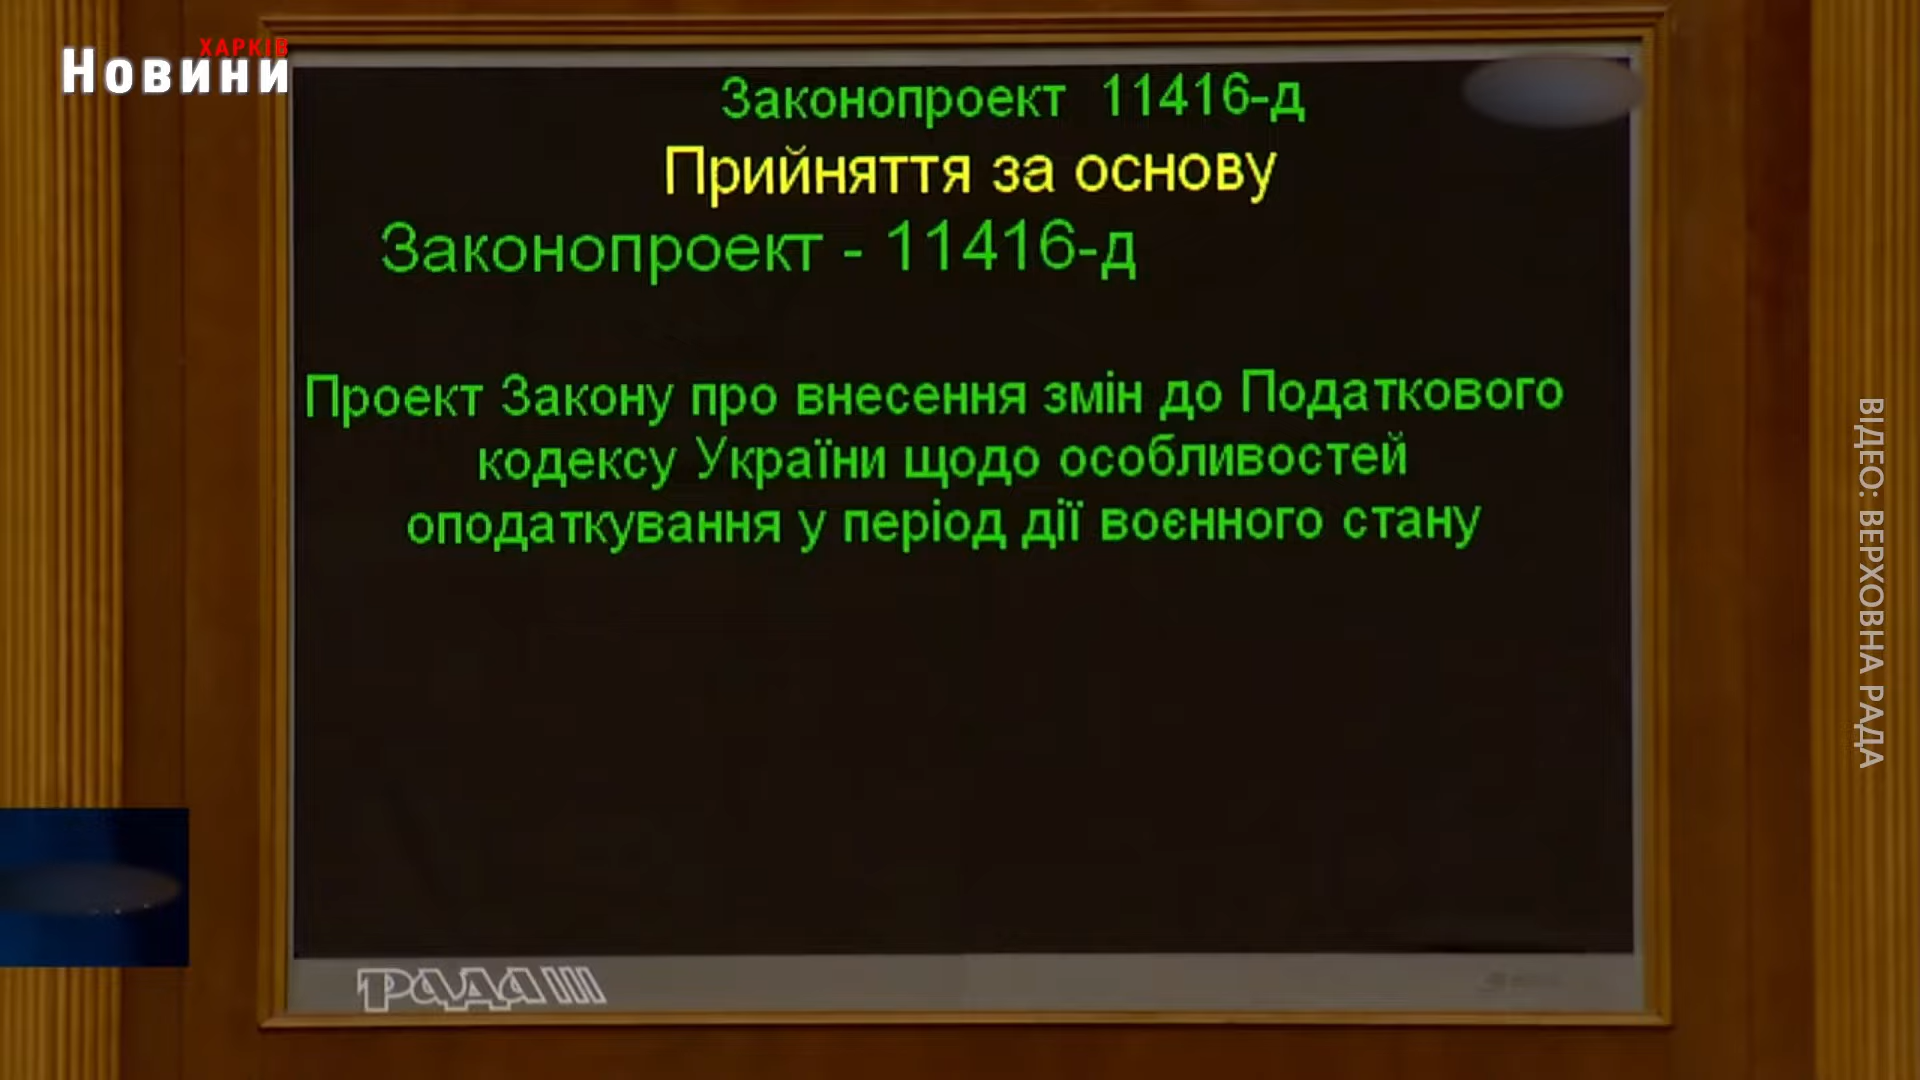 ХАРКІВ
Новини
Законопроект 11416-д
Прийняття за основу
Законопроект - 11416-д
Проект Закону про внесення змін до Податкового
кодексу України щодо особливостей
оподаткування у період дії воєнного стану
ВІДЕО: ВЕРХОВНА РАДА
РАДА III